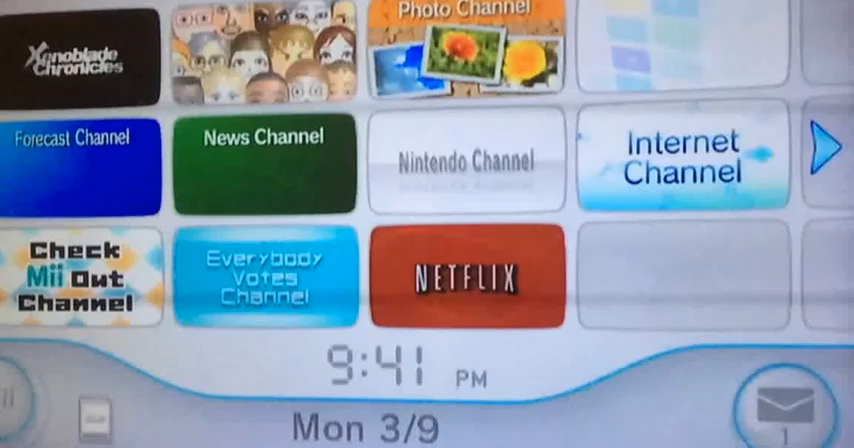 Xenoblade
Chronicles
Photo Channel
Forecast Channel
News Channel
Nintendo Channel
Internet
Channel
Check
Mii Out
Channel
Everybody
Votes
Channel
NETFLIX
9:41 PM
Mon 3/9
1